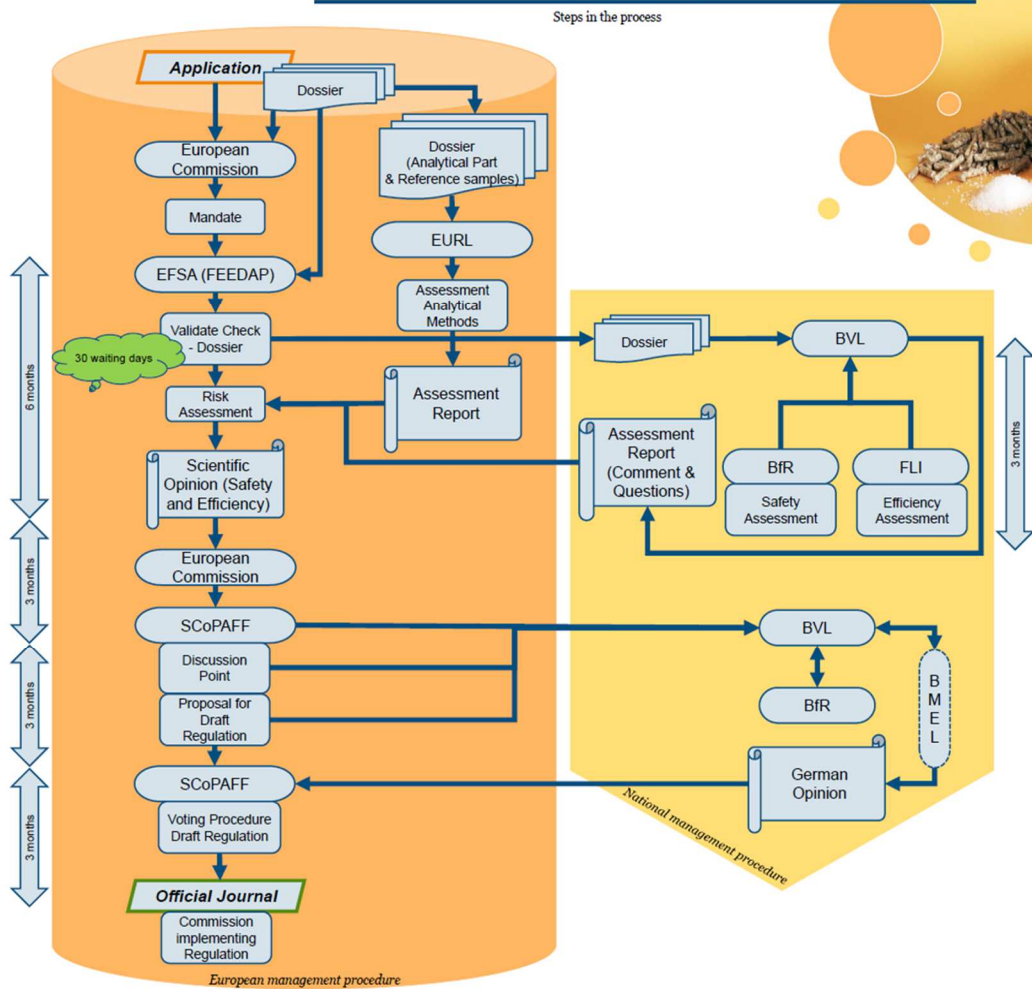 Steps in the process
Application
Dossier
European
Commission
Dossier
(Analytical Part
& Reference samples)
Mandate
EURL
EFSA (FEEDAP)
Assessment
Analytical
Methods
Validate Check
- Dossier
30 waiting days
Dossier
BVL
6 months
Risk
Assessment
Assessment
Report
Assessment
Report
(Comment &
Questions)
BfR
Safety
Assessment
FLI
Efficiency
Assessment
3 months
Scientific
Opinion (Safety
and Efficiency)
3 months
European
Commission
SCoPAFF
BVL
3 months
Discussion
Point
Proposal for
Draft
Regulation
BfR
B
M
E
L
SCoPAFF
German
Opinion
3 months
Voting Procedure
Draft Regulation
National management procedure
Official Journal
Commission
implementing
Regulation
European management procedure